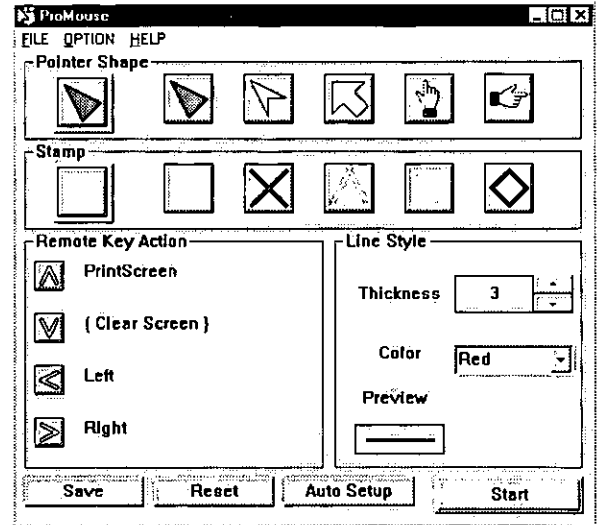 ProMouse
FILE OPTION HELP
Pointer Shape
Stamp
Remote Key Action
PrintScreen
( Clear Screen )
Left
Right
Line Style
Thickness 3
Color Red
Preview
Save Reset Auto Setup Start